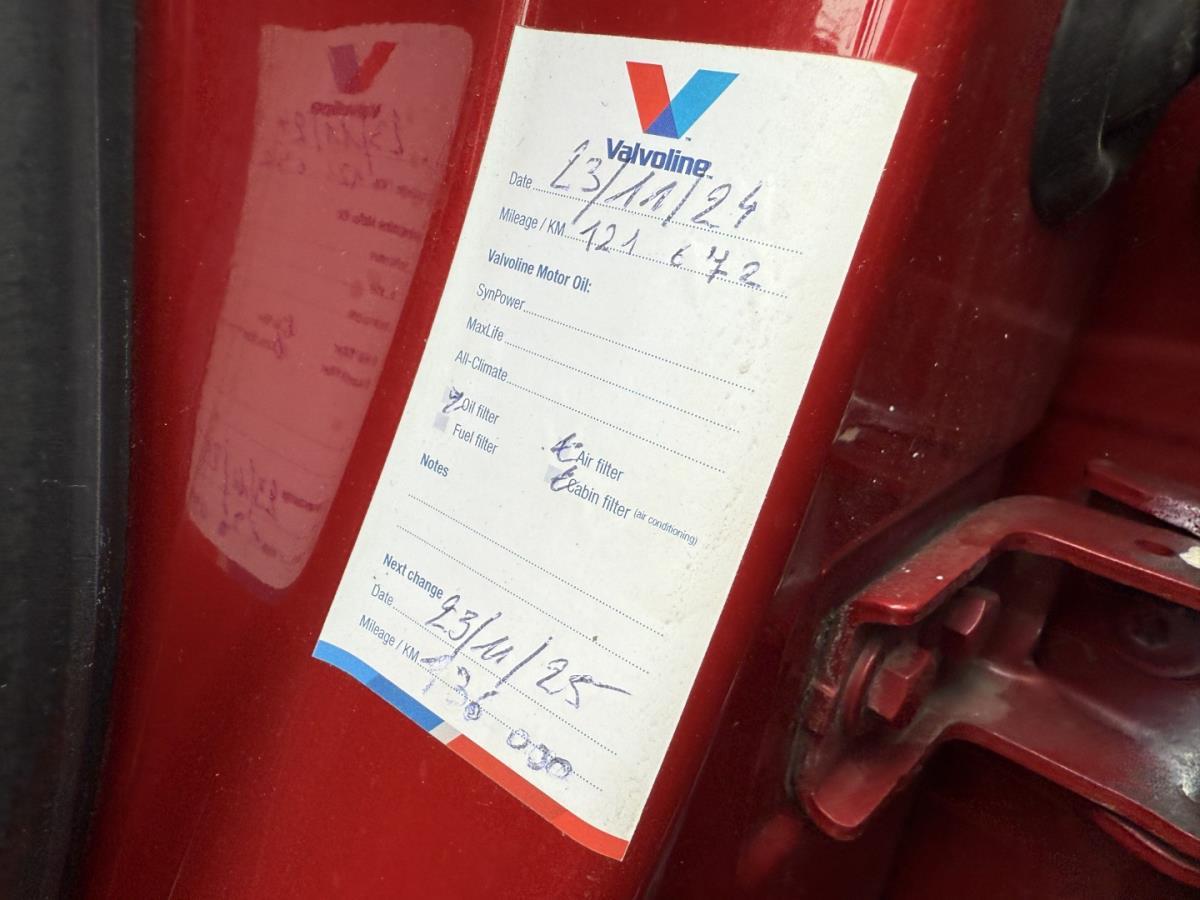 Valvoline™
Date 23/11/24
Mileage / KM 121 672
Valvoline Motor Oil:
SynPower
MaxLife
All-Climate
Oil filter
Air filter
Fuel filter
Cabin filter (air conditioning)
Notes
Next change
Date 23/11/25
Mileage / KM 136 000